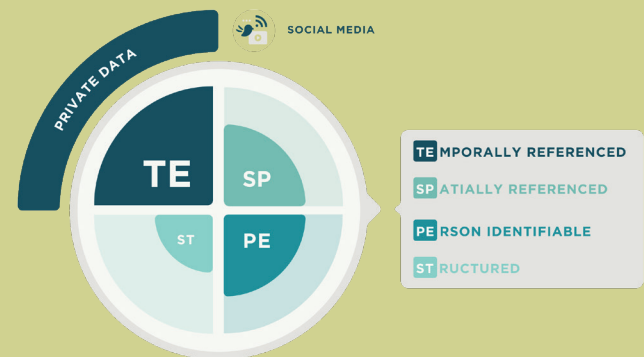 SOCIAL MEDIA
PRIVATE DATA
TE
SP
ST
PE
TEMPORALLY REFERENCED
SPATIALLY REFERENCED
PERSON IDENTIFIABLE
STRUCTURED